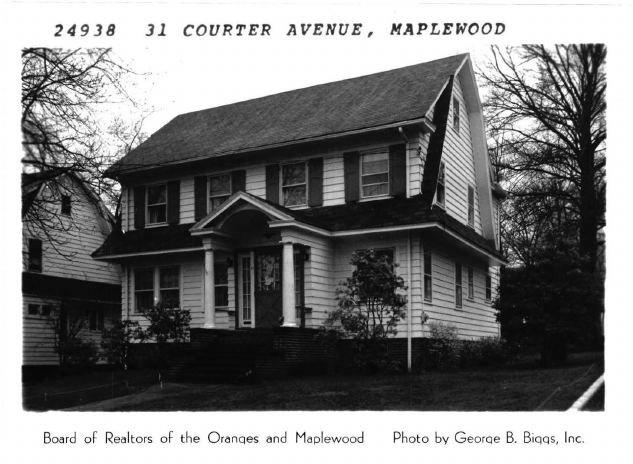 24938 31 COURTER AVENUE, MAPLEWOOD
Board of Realtors of the Oranges and Maplewood Photo by George B. Biggs, Inc.